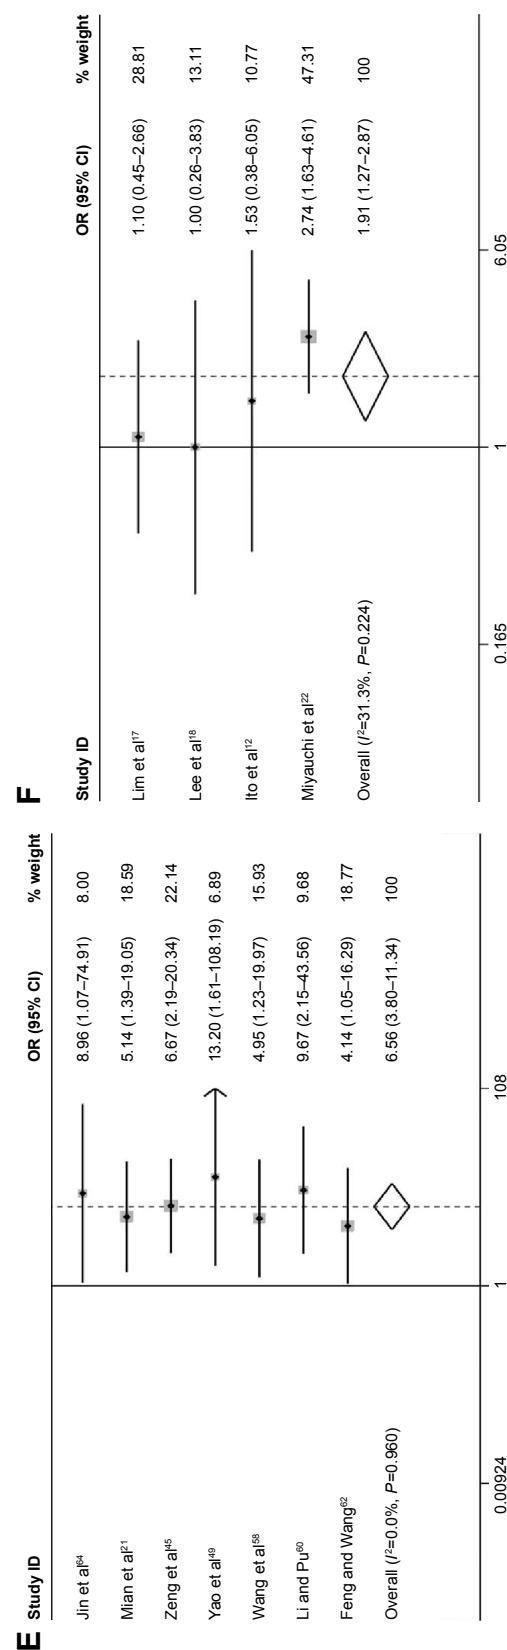 E
Study ID OR (95% CI) % weight
Jin et al64 8.96 (1.07–74.91) 8.00
Mian et al21 5.14 (1.39–19.05) 18.59
Zeng et al45 6.67 (2.19–20.34) 22.14
Yao et al49 13.20 (1.61–108.19) 6.89
Wang et al58 4.95 (1.23–19.97) 15.93
Li and Pu60 9.67 (2.15–43.56) 9.68
Feng and Wang62 4.14 (1.05–16.29) 18.77
Overall (I²=0.0%, P=0.960) 6.56 (3.80–11.34) 100
0.00924 1 108
F
Study ID OR (95% CI) % weight
Lim et al17 1.10 (0.45–2.66) 28.81
Lee et al18 1.00 (0.26–3.83) 13.11
Ito et al12 1.53 (0.38–6.05) 10.77
Miyauchi et al22 2.74 (1.63–4.61) 47.31
Overall (I²=31.3%, P=0.224) 1.91 (1.27–2.87) 100
0.165 1 6.05